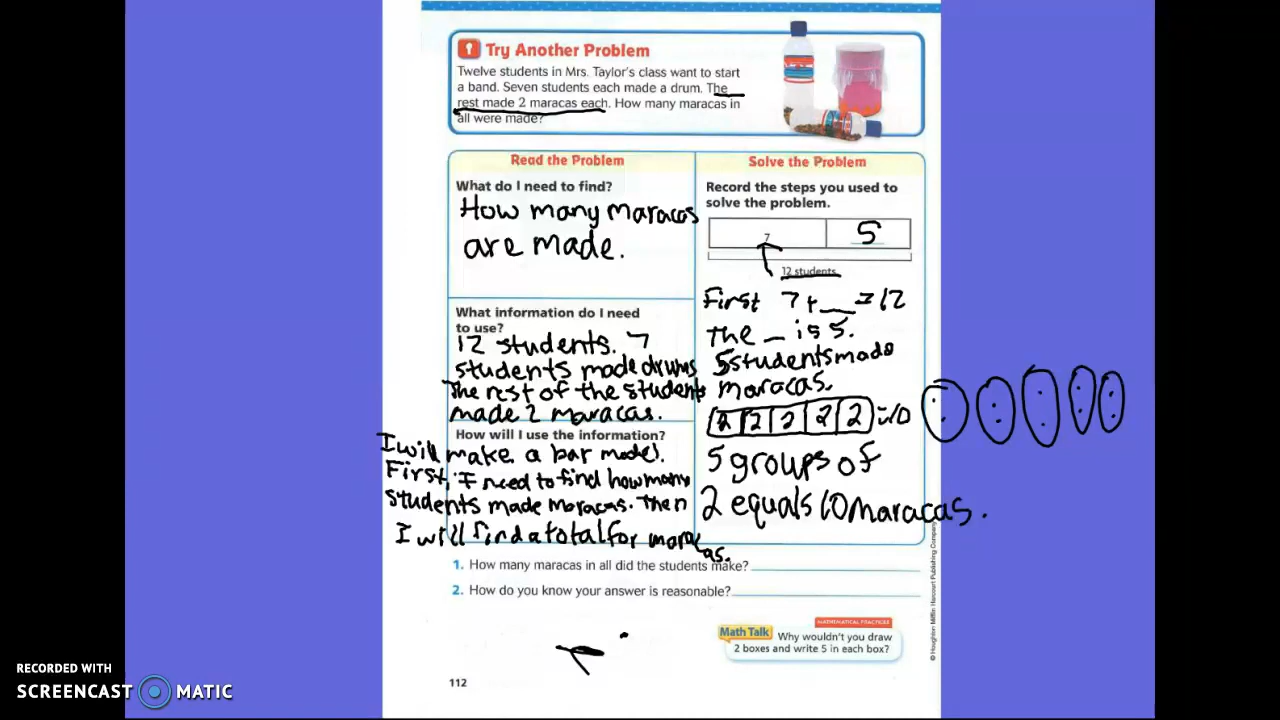 Try Another Problem
Twelve students in Mrs. Taylor's class want to start
a band. Seven students each made a drum. The
rest made 2 maracas each. How many maracas in
all were made?
Read the Problem
What do I need to find?
How many maracas
are made.
What information do I need
to use?
12 students. 7
students made drums
The rest of the students
made 2 maracas.
How will I use the information?
I will make a bar model.
First, I need to find how many
students made maracas. Then
I will find a total for maracas.
Solve the Problem
Record the steps you used to
solve the problem.
7 5
12 students
First 7 + __ = 12
The _ is 5.
5 students made
maracas.
2 2 2 2 2 = 10
5 groups of
2 equals 10 maracas.
1. How many maracas in all did the students make?
2. How do you know your answer is reasonable?
MATHEMATICAL PRACTICES
Math Talk Why wouldn't you draw
2 boxes and write 5 in each box?
© Houghton Mifflin Harcourt Publishing Company
112
RECORDED WITH
SCREENCAST MATIC